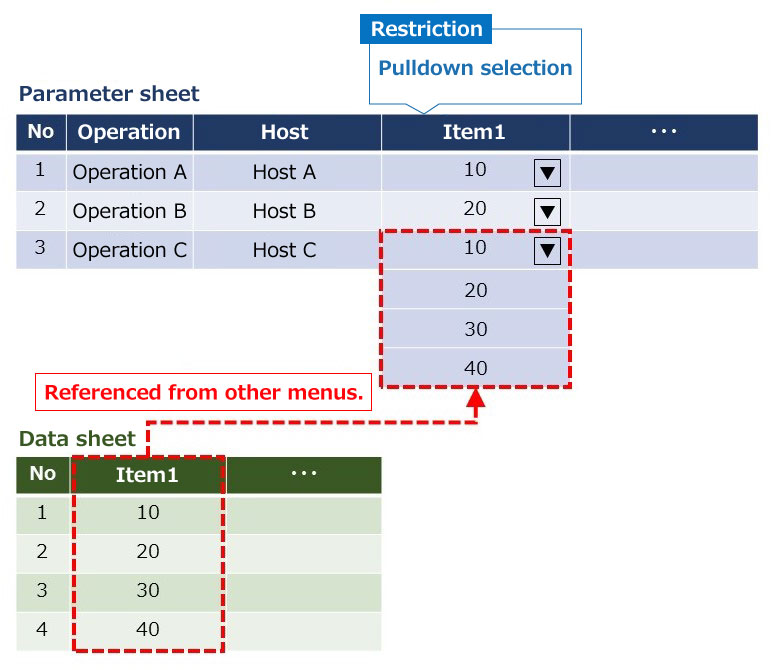 Restriction
Pulldown selection
Parameter sheet
No Operation Host Item1 ···
1 Operation A Host A 10 ▼
2 Operation B Host B 20 ▼
3 Operation C Host C 10 ▼
20
30
40
Referenced from other menus.
Data sheet
No Item1 ···
1 10
2 20
3 30
4 40